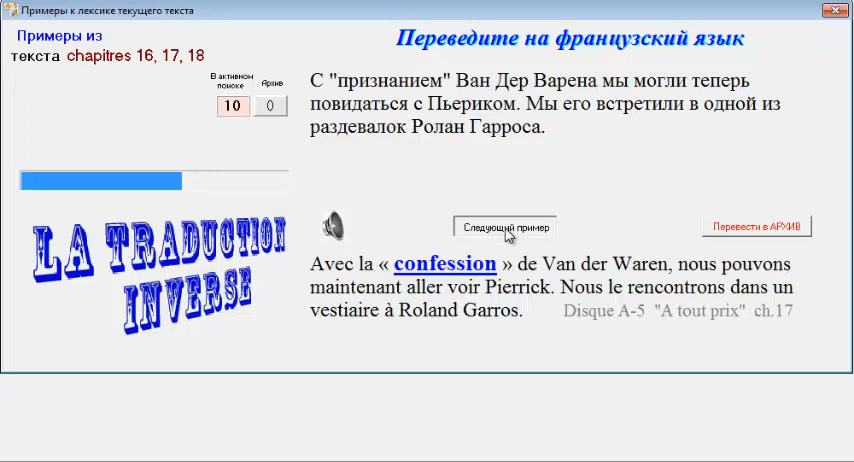 Примеры к лексике текущего текста
Примеры из
текста chapitres 16, 17, 18
Переведите на французский язык
В активном поиске
Архив
10
0
С "признанием" Ван Дер Варена мы могли теперь
повидаться с Пьериком. Мы его встретили в одной из
раздевалок Ролан Гарроса.
LA TRADUCTION
INVERSE
Следующий пример
Перевести в АРХИВ
Avec la « confession » de Van der Waren, nous pouvons
maintenant aller voir Pierrick. Nous le rencontrons dans un
vestiaire à Roland Garros.
Disque A-5 "A tout prix" ch.17